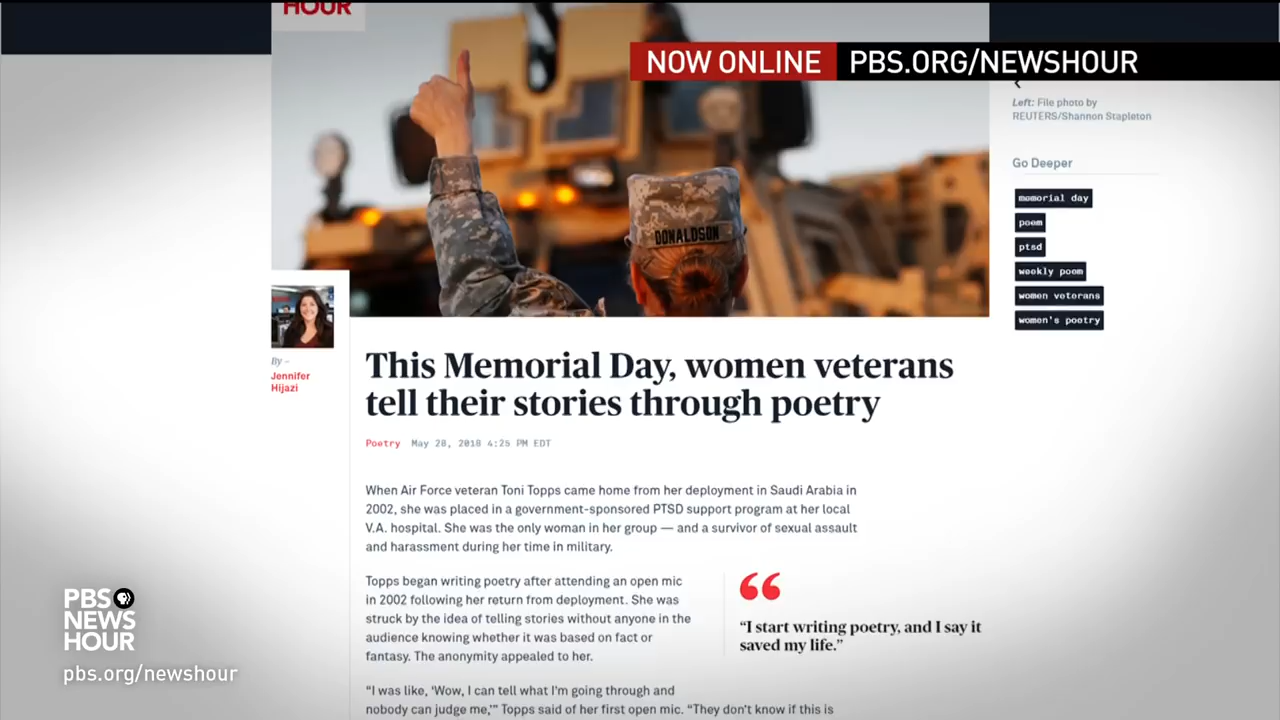 HOUR
NOW ONLINE PBS.ORG/NEWSHOUR
Left: File photo by
REUTERS/Shannon Stapleton
Go Deeper
memorial day
poem
ptsd
weekly poem
women veterans
women's poetry
DONALDSON
By –
Jennifer
Hijazi
This Memorial Day, women veterans
tell their stories through poetry
Poetry May 28, 2018 4:25 PM EDT
When Air Force veteran Toni Topps came home from her deployment in Saudi Arabia in
2002, she was placed in a government-sponsored PTSD support program at her local
V.A. hospital. She was the only woman in her group — and a survivor of sexual assault
and harassment during her time in military.
Topps began writing poetry after attending an open mic
in 2002 following her return from deployment. She was
struck by the idea of telling stories without anyone in the
audience knowing whether it was based on fact or
fantasy. The anonymity appealed to her.
“
“I start writing poetry, and I say it
saved my life.”
“I was like, ‘Wow, I can tell what I'm going through and
nobody can judge me,’” Topps said of her first open mic. “They don't know if this is
PBS
NEWS
HOUR
pbs.org/newshour